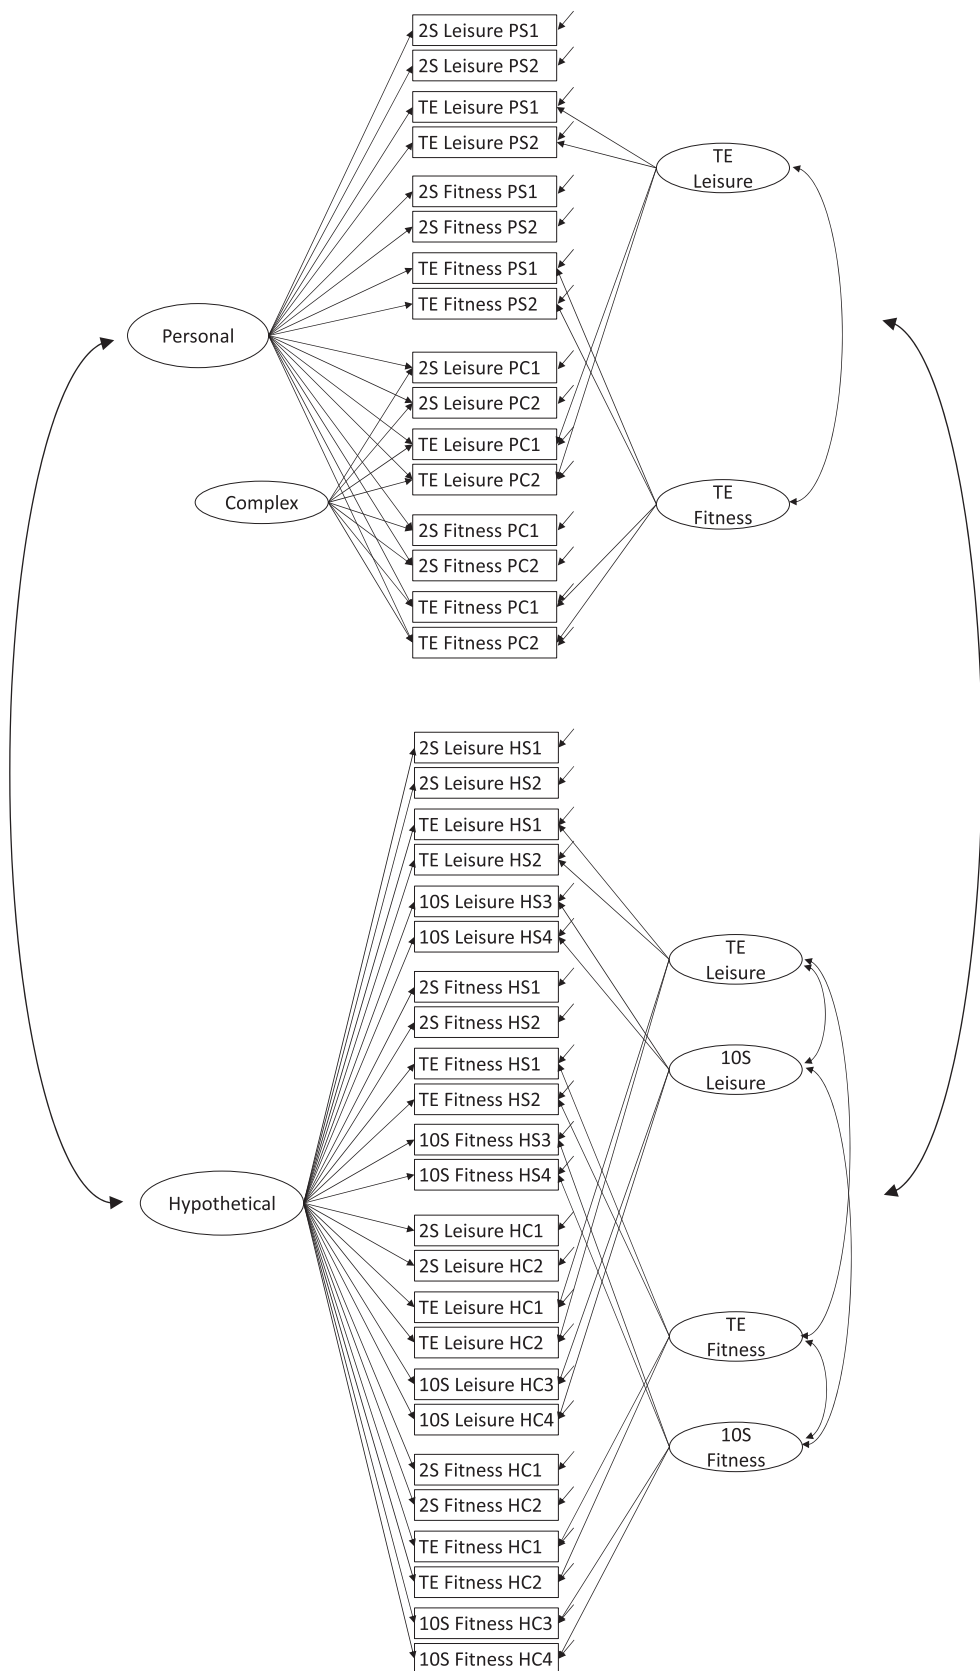 2S Leisure PS1
2S Leisure PS2
TE Leisure PS1
TE Leisure PS2
2S Fitness PS1
2S Fitness PS2
TE Fitness PS1
TE Fitness PS2
2S Leisure PC1
2S Leisure PC2
TE Leisure PC1
TE Leisure PC2
2S Fitness PC1
2S Fitness PC2
TE Fitness PC1
TE Fitness PC2
Personal
Complex
TE
Leisure
TE
Fitness
2S Leisure HS1
2S Leisure HS2
TE Leisure HS1
TE Leisure HS2
10S Leisure HS3
10S Leisure HS4
2S Fitness HS1
2S Fitness HS2
TE Fitness HS1
TE Fitness HS2
10S Fitness HS3
10S Fitness HS4
2S Leisure HC1
2S Leisure HC2
TE Leisure HC1
TE Leisure HC2
10S Leisure HC3
10S Leisure HC4
2S Fitness HC1
2S Fitness HC2
TE Fitness HC1
TE Fitness HC2
10S Fitness HC3
10S Fitness HC4
Hypothetical
TE
Leisure
10S
Leisure
TE
Fitness
10S
Fitness